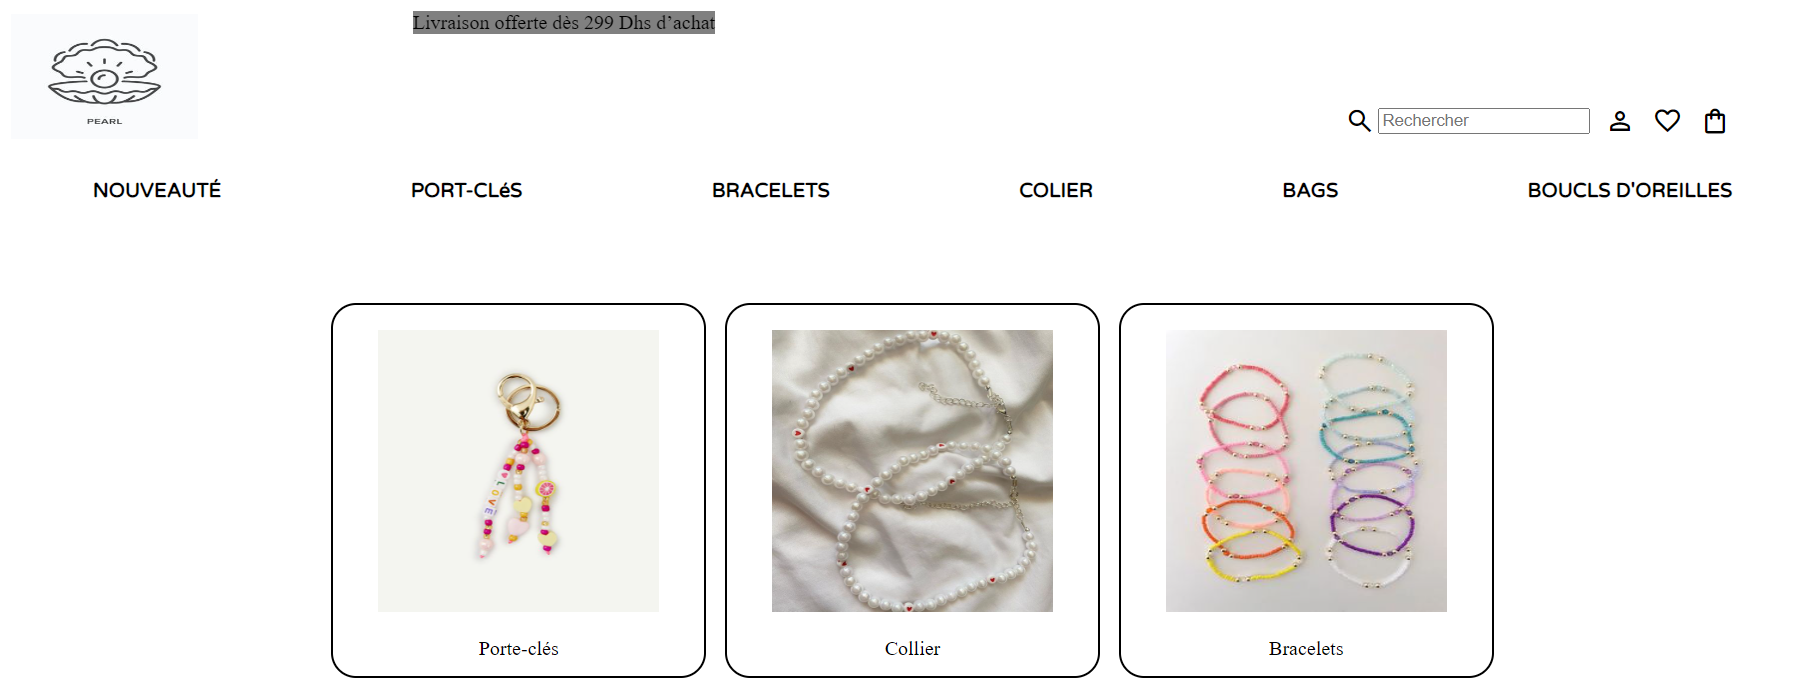 Livraison offerte dès 299 Dhs d’achat
PEARL
Rechercher
NOUVEAUTÉ
PORT-CLéS
BRACELETS
COLIER
BAGS
BOUCLS D'OREILLES
LOVE
Porte-clés
Collier
Bracelets